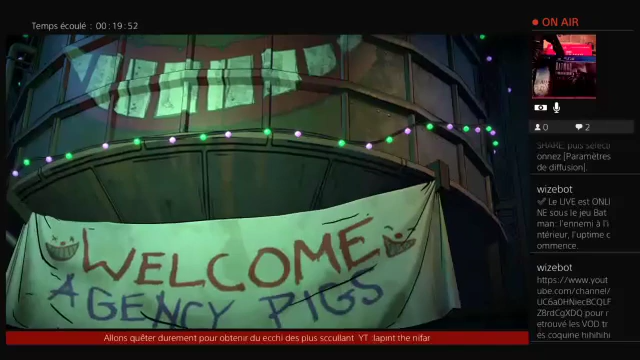 Temps écoulé : 00:19:52
ON AIR
0
2
SHARE, puis sélecti
onnez [Paramètres
de diffusion].
wizebot
✅ Le LIVE est ONLI
NE sous le jeu Bat
man: l'ennemi à l'i
ntérieur, l'uptime c
ommence.
wizebot
https://www.yout
ube.com/channel/
UC6a0HNiecBCQLF
Z8rdCgXDQ pour r
etrouvé les VOD tr
ès coquine hihihihi
WELCOME
AGENCY PIGS
Allons quêter durement pour obtenir du ecchi des plus sccullant YT :lapint the nifar